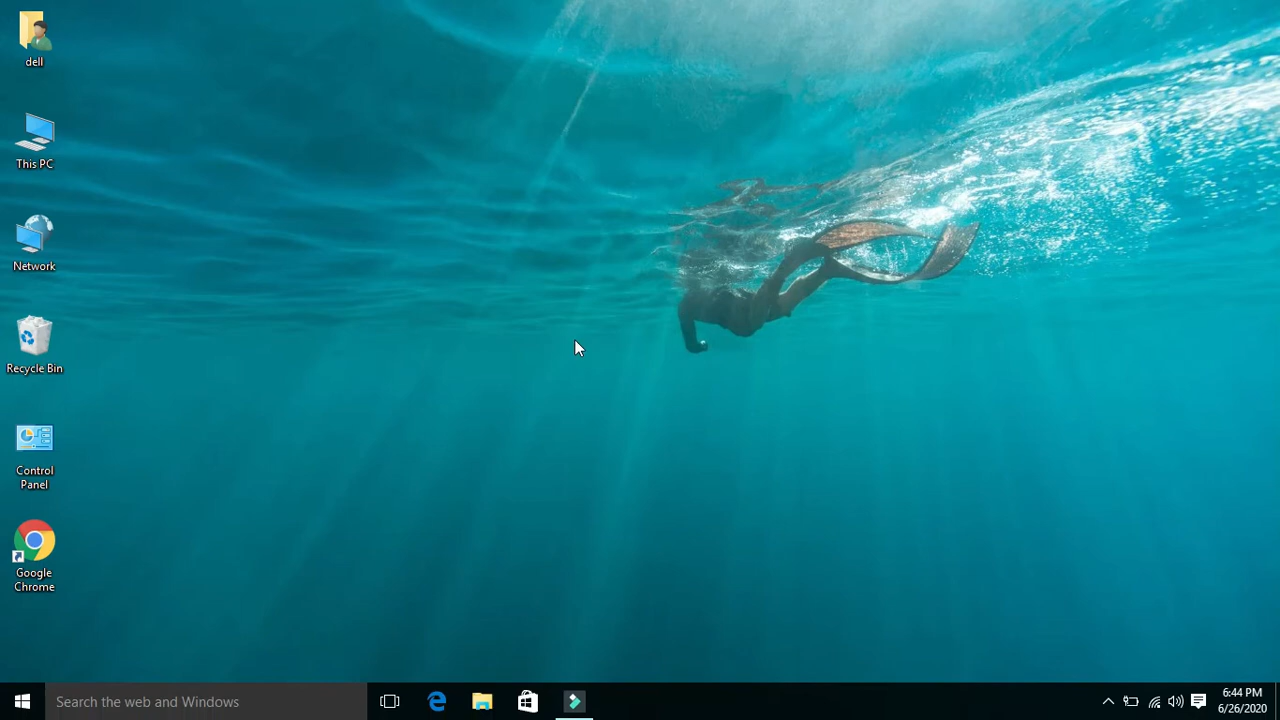 dell
This PC
Network
Recycle Bin
Control
Panel
Google
Chrome
Search the web and Windows
6:44 PM
6/26/2020